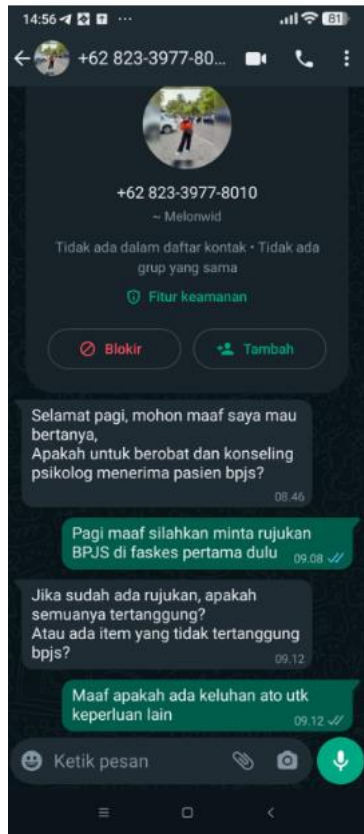 14:56
81
+62 823-3977-80...
+62 823-3977-8010
~ Melonwid
Tidak ada dalam daftar kontak • Tidak ada
grup yang sama
Fitur keamanan
Blokir
Tambah
Selamat pagi, mohon maaf saya mau
bertanya,
Apakah untuk berobat dan konseling
psikolog menerima pasien bpjs?
08.46
Pagi maaf silahkan minta rujukan
BPJS di faskes pertama dulu
09.08
Jika sudah ada rujukan, apakah
semuanya tertanggung?
Atau ada item yang tidak tertanggung
bpjs?
09.12
Maaf apakah ada keluhan ato utk
keperluan lain
09.12
Ketik pesan